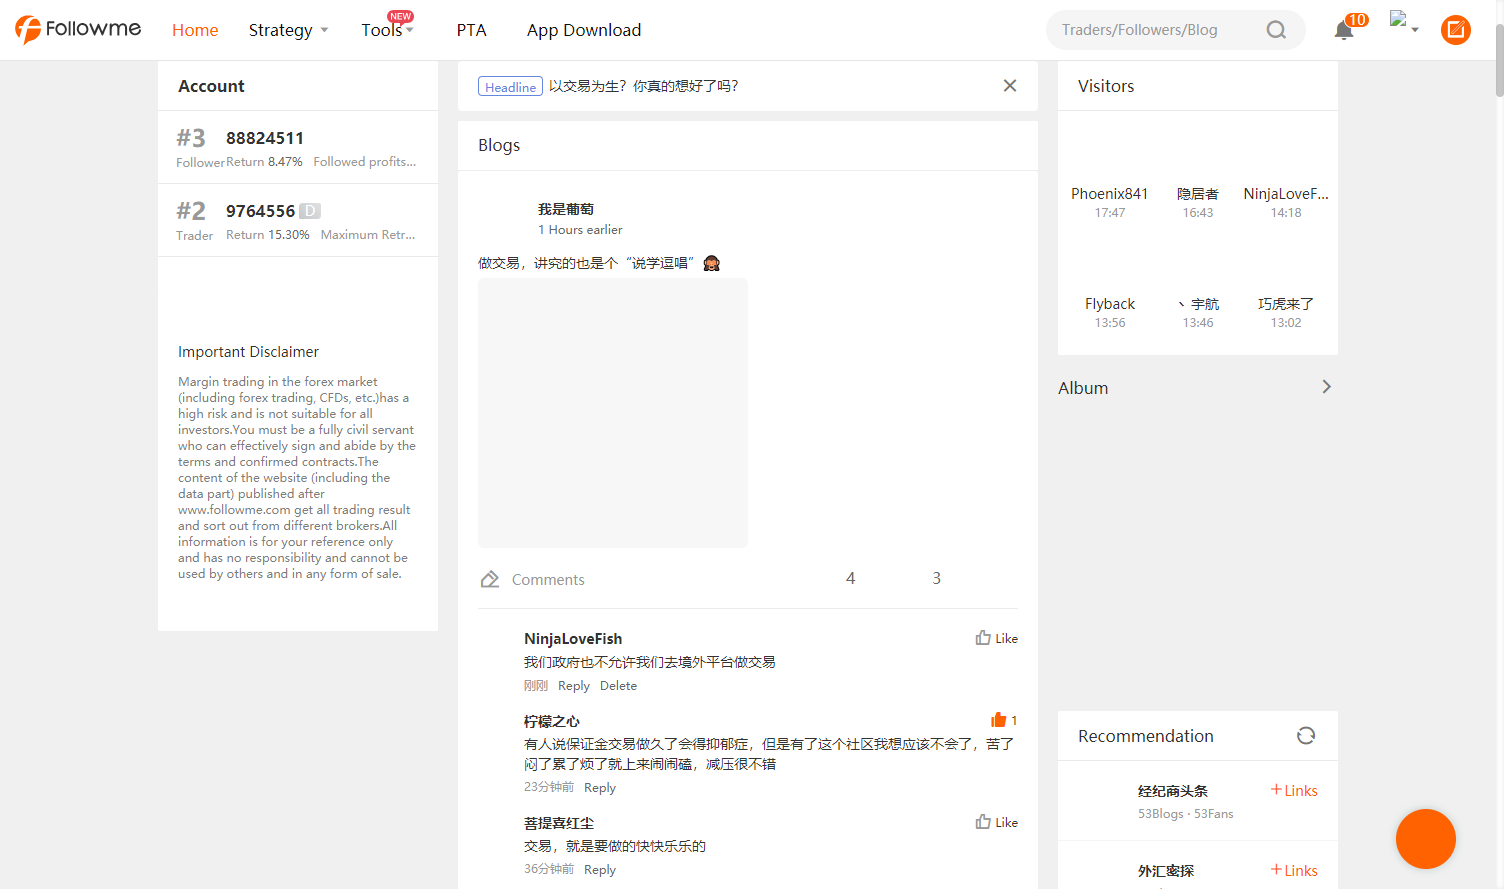 Followme
Home
Strategy
Tools
NEW
PTA
App Download
Traders/Followers/Blog
10
Account
#3
88824511
Follower
Return 8.47%
Followed profits...
#2
9764556
D
Trader
Return 15.30%
Maximum Retr...
Important Disclaimer
Margin trading in the forex market
(including forex trading, CFDs, etc.)has a
high risk and is not suitable for all
investors.You must be a fully civil servant
who can effectively sign and abide by the
terms and confirmed contracts.The
content of the website (including the
data part) published after
www.followme.com get all trading result
and sort out from different brokers.All
information is for your reference only
and has no responsibility and cannot be
used by others and in any form of sale.
Headline 以交易为生？你真的想好了吗？
Blogs
我是葡萄
1 Hours earlier
做交易，讲究的也是个“说学逗唱”
Comments
4
3
NinjaLoveFish
Like
我们政府也不允许我们去境外平台做交易
刚刚 Reply Delete
柠檬之心
1
有人说保证金交易做久了会得抑郁症，但是有了这个社区我想应该不会了，苦了
闷了累了烦了就上来闹闹磕，减压很不错
23分钟前 Reply
菩提喜红尘
Like
交易，就是要做的快快乐乐的
36分钟前 Reply
Visitors
Phoenix841
隐居者
NinjaLoveF...
17:47
16:43
14:18
Flyback
丶宇航
巧虎来了
13:56
13:46
13:02
Album
Recommendation
经纪商头条
+Links
53Blogs · 53Fans
外汇密探
+Links